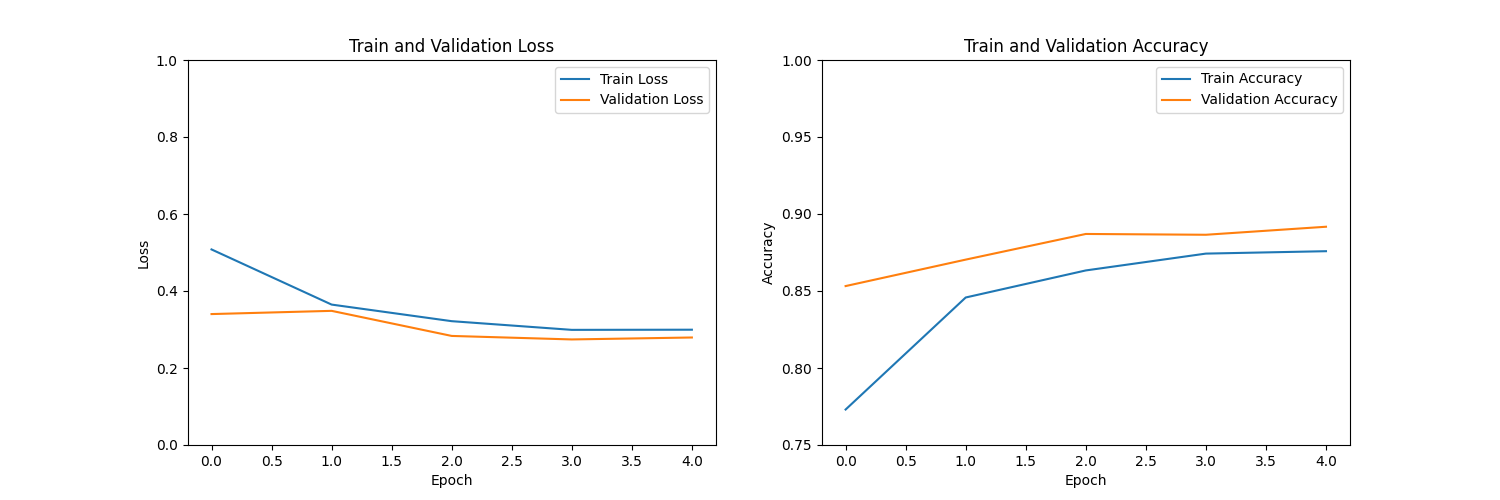 Train and Validation Loss
1.0
0.8
0.6
0.4
0.2
0.0
Loss
Train Loss
Validation Loss
0.0 0.5 1.0 1.5 2.0 2.5 3.0 3.5 4.0
Epoch
Train and Validation Accuracy
1.00
0.95
0.90
0.85
0.80
0.75
Accuracy
Train Accuracy
Validation Accuracy
0.0 0.5 1.0 1.5 2.0 2.5 3.0 3.5 4.0
Epoch